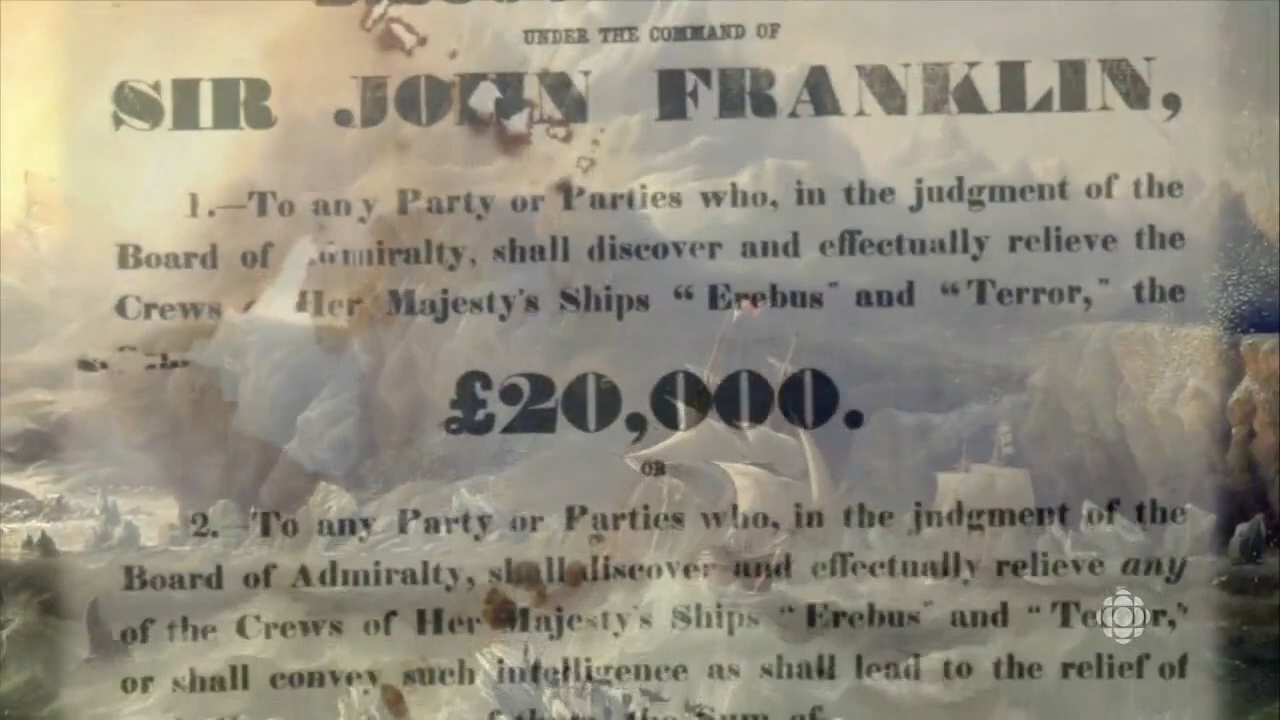 UNDER THE COMMAND OF
SIR JOHN FRANKLIN,
1.—To any Party or Parties who, in the judgment of the
Board of Admiralty, shall discover and effectually relieve the
Crews Her Majesty's Ships “Erebus” and “Terror,” the
£20,000.
OR
2.—To any Party or Parties who, in the judgment of the
Board of Admiralty, shall discover and effectually relieve any
of the Crews of Her Majesty's Ships “Erebus” and “Terror,”
or shall convey such intelligence as shall lead to the relief of
of them, the Sum of